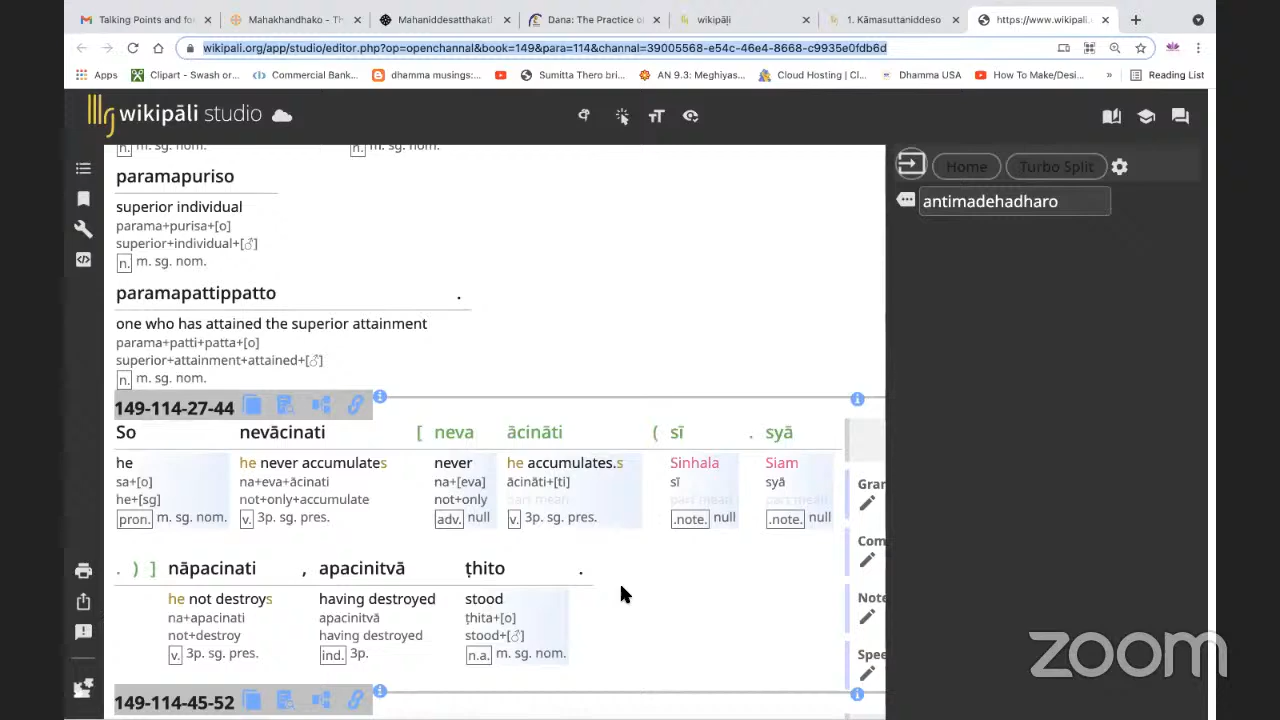 Talking Points and fo
Mahakhandhako - Th
Mahaniddesatthakati
Dana: The Practice o
wikipāḷi
1. Kāmasuttaniddeso
https://www.wikipali.
wikipali.org/app/studio/editor.php?op=openchannal&book=149&para=114&channal=39005568-e54c-46e4-8668-c9935e0fdb6d
Apps
Clipart - Swash or...
Commercial Bank...
dhamma musings:...
Sumitta Thero bri...
AN 9.3: Meghiyas...
Cloud Hosting | Cl...
Dhamma USA
How To Make/Desi...
»
Reading List
wikipāli studio
n. m. sg. nom.
n. m. sg. nom.
Home
Turbo Split
antimadehadharo
paramapuriso
superior individual
parama+purisa+[o]
superior+individual+[♂]
n. m. sg. nom.
paramapattippatto .
one who has attained the superior attainment
parama+patti+patta+[o]
superior+attainment+attained+[♂]
n. m. sg. nom.
149-114-27-44
So nevācinati [ neva ācināti ( sī . syā
he he never accumulates never he accumulates.s Sinhala Siam
sa+[o] na+eva+ācinati na+[eva] ācināti+[ti] sī syā
he+[sg] not+only+accumulate not+only part mean part mean part mean
pron. m. sg. nom. v. 3p. sg. pres. adv. null v. 3p. sg. pres. .note. null .note. null
Gra
Com
Note
Spee
. ) ] nāpacinati , apacinitvā ṭhito .
he not destroys having destroyed stood
na+apacinati apacinitvā ṭhita+[o]
not+destroy having destroyed stood+[♂]
v. 3p. sg. pres. ind. 3p. n.a. m. sg. nom.
149-114-45-52
zoom